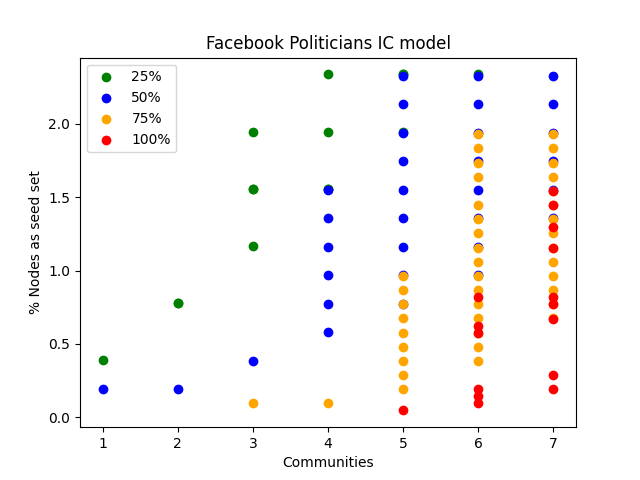 Facebook Politicians IC model
25%
50%
75%
100%
% Nodes as seed set
2.0
1.5
1.0
0.5
0.0
1 2 3 4 5 6 7
Communities